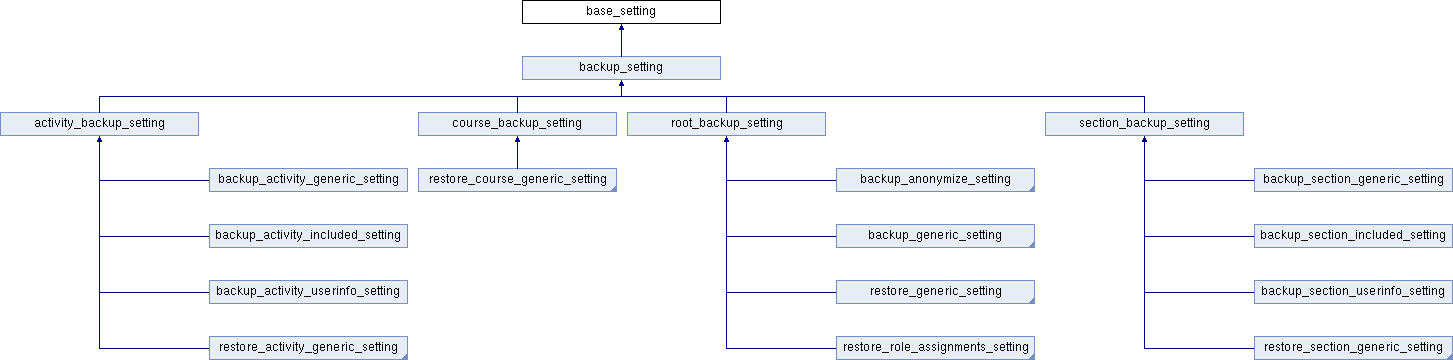 base_setting
backup_setting
activity_backup_setting
course_backup_setting
root_backup_setting
section_backup_setting
backup_activity_generic_setting
restore_course_generic_setting
backup_anonymize_setting
backup_section_generic_setting
backup_activity_included_setting
backup_generic_setting
backup_section_included_setting
backup_activity_userinfo_setting
restore_generic_setting
backup_section_userinfo_setting
restore_activity_generic_setting
restore_role_assignments_setting
restore_section_generic_setting